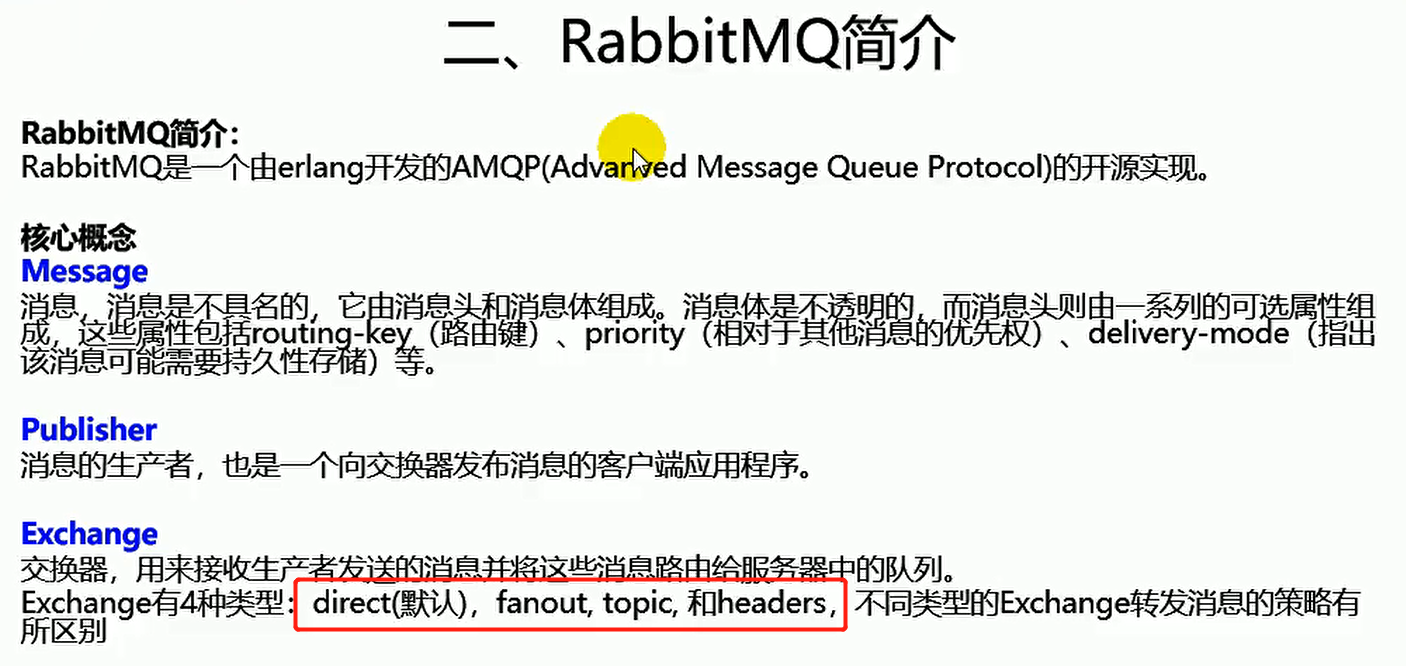 二、RabbitMQ简介
RabbitMQ简介：
RabbitMQ是一个由erlang开发的AMQP(Advanved Message Queue Protocol)的开源实现。
核心概念
Message
消息，消息是不具名的，它由消息头和消息体组成。消息体是不透明的，而消息头则由一系列的可选属性组
成，这些属性包括routing-key（路由键）、priority（相对于其他消息的优先权）、delivery-mode（指出
该消息可能需要持久性存储）等。
Publisher
消息的生产者，也是一个向交换器发布消息的客户端应用程序。
Exchange
交换器，用来接收生产者发送的消息并将这些消息路由给服务器中的队列。
Exchange有4种类型：direct(默认)，fanout, topic, 和headers，不同类型的Exchange转发消息的策略有
所区别